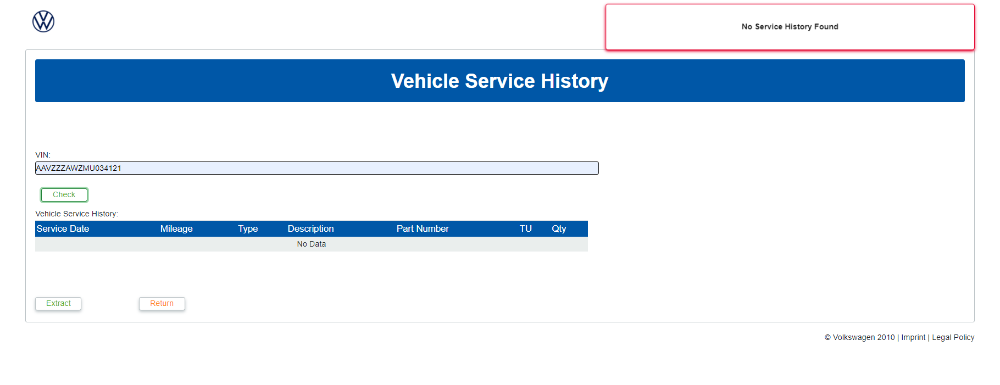 No Service History Found
Vehicle Service History
VIN:
AAVZZZAWZMU034121
Check
Vehicle Service History:
Service Date Mileage Type Description Part Number TU Qty
No Data
Extract Return
© Volkswagen 2010 | Imprint | Legal Policy